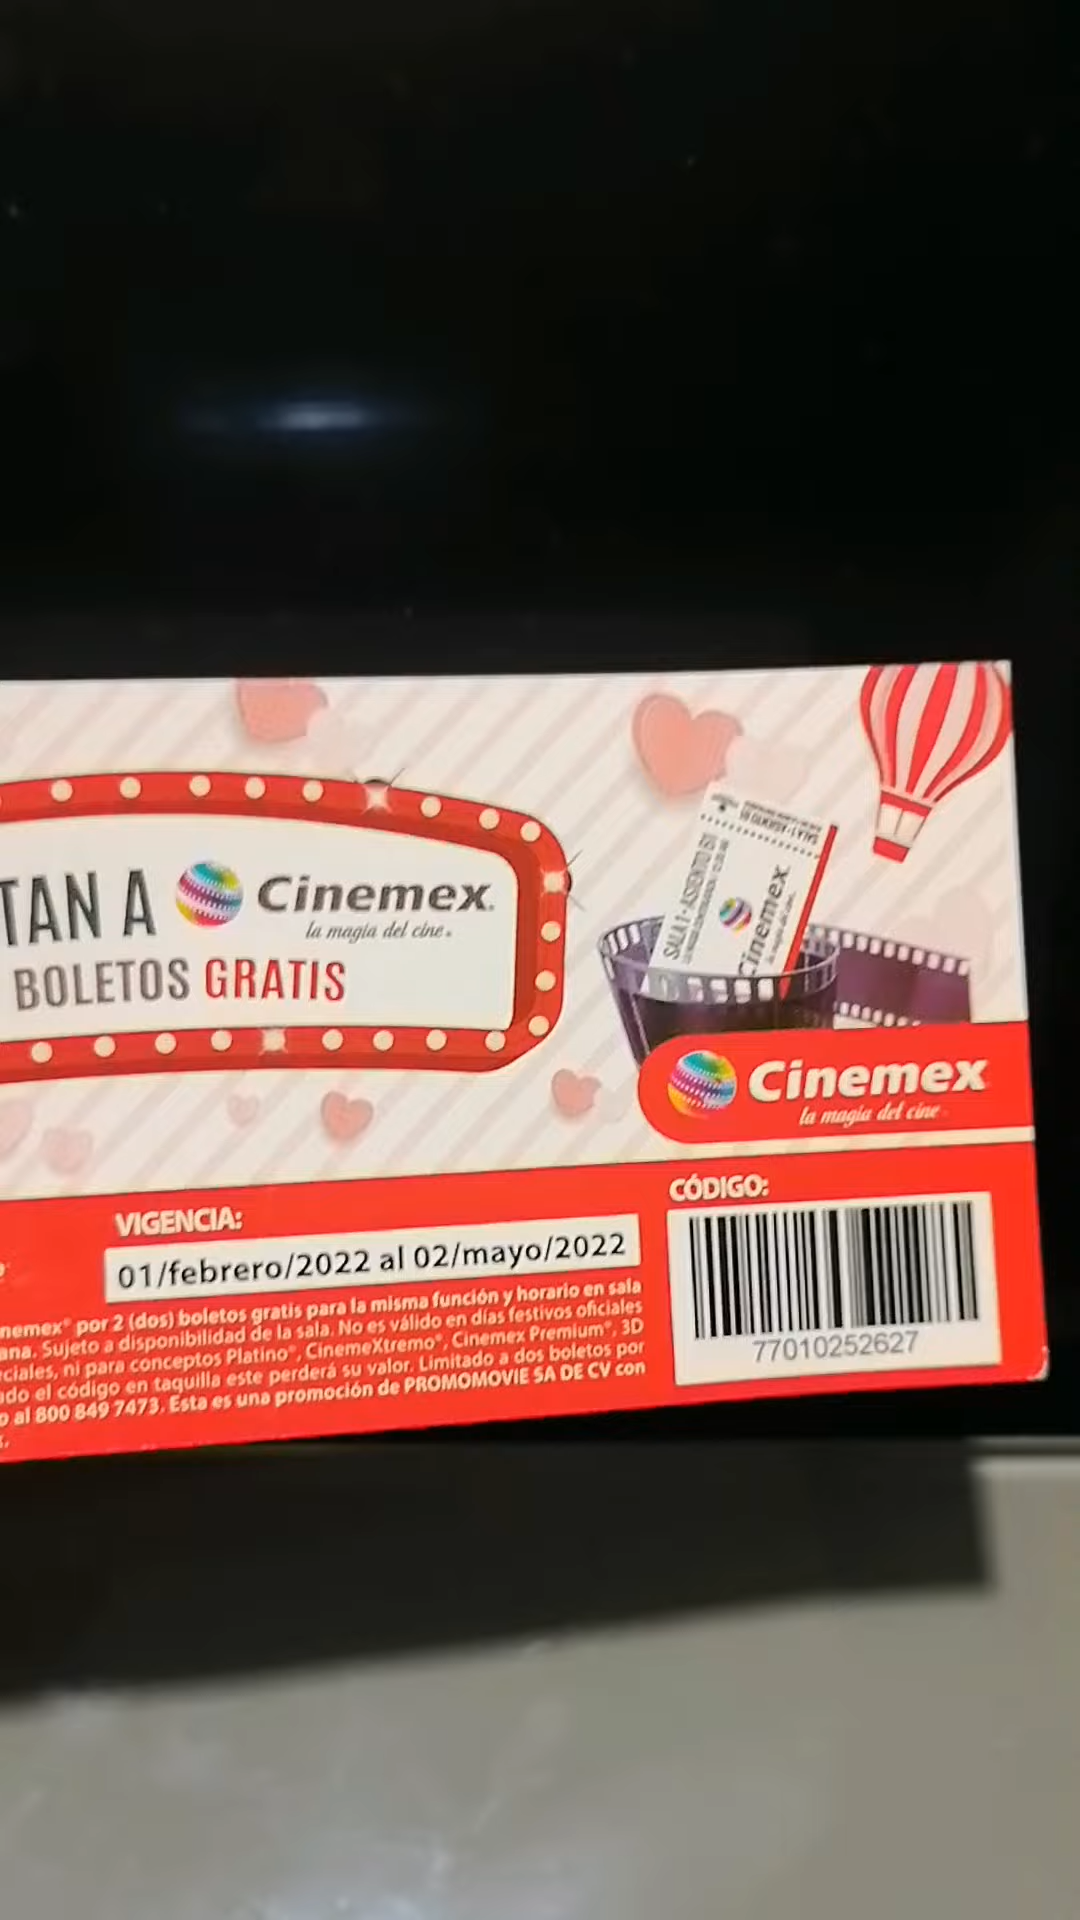 TAN A Cinemex
la magia del cine.
BOLETOS GRATIS
SALA 1 - ASIENTO
Cinemex
Cinemex
la magia del cine
VIGENCIA:
01/febrero/2022 al 02/mayo/2022
nemex® por 2 (dos) boletos gratis para la misma función y horario en sala
ana. Sujeto a disponibilidad de la sala. No es válido en días festivos oficiales
eciales, ni para conceptos Platino®, CinemeXtremo®, Cinemex Premium®, 3D
ado el código en taquilla este perderá su valor. Limitado a dos boletos por
o al 800 849 7473. Esta es una promoción de PROMOMOVIE SA DE CV con
CÓDIGO:
77010252627